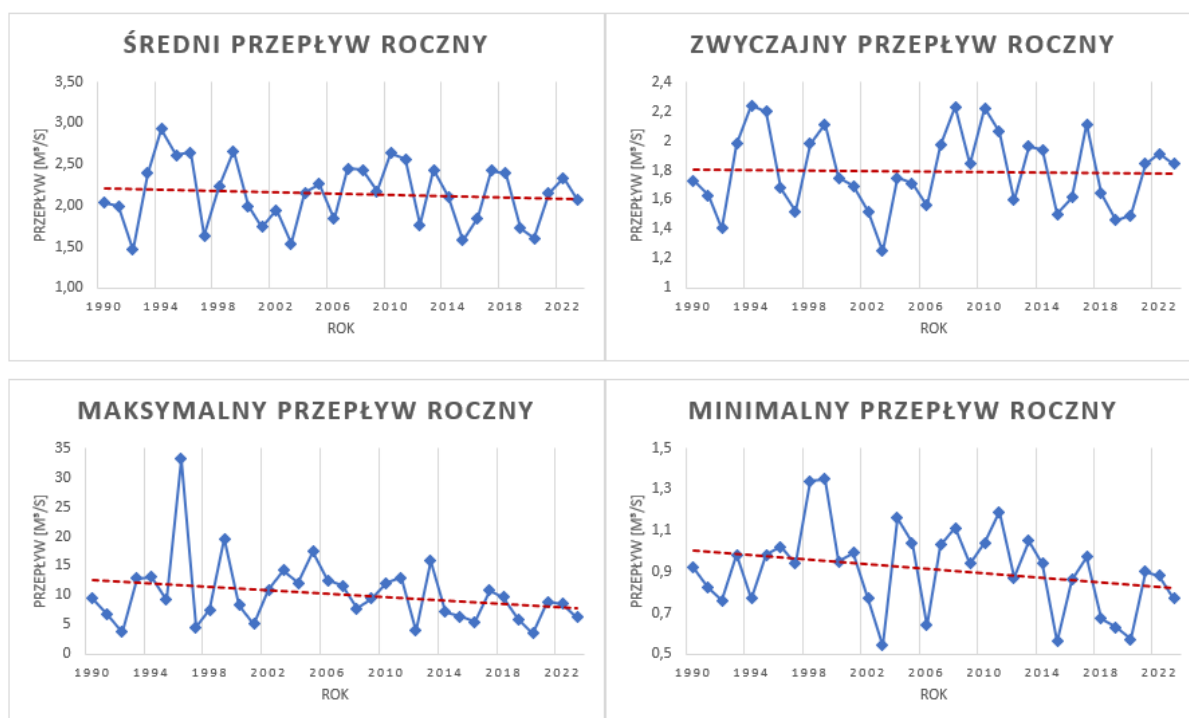 ŚREDNI PRZEPŁYW ROCZNY
PRZEPŁYW [M³/S]
3,50
3,00
2,50
2,00
1,50
1,00
1990 1994 1998 2002 2006 2010 2014 2018 2022
ROK
ZWYCZAJNY PRZEPŁYW ROCZNY
PRZEPŁYW [M³/S]
2,4
2,2
2
1,8
1,6
1,4
1,2
1
1990 1994 1998 2002 2006 2010 2014 2018 2022
ROK
MAKSYMALNY PRZEPŁYW ROCZNY
PRZEPŁYW [M³/S]
35
30
25
20
15
10
5
0
1990 1994 1998 2002 2006 2010 2014 2018 2022
ROK
MINIMALNY PRZEPŁYW ROCZNY
PRZEPŁYW [M³/S]
1,5
1,3
1,1
0,9
0,7
0,5
1990 1994 1998 2002 2006 2010 2014 2018 2022
ROK